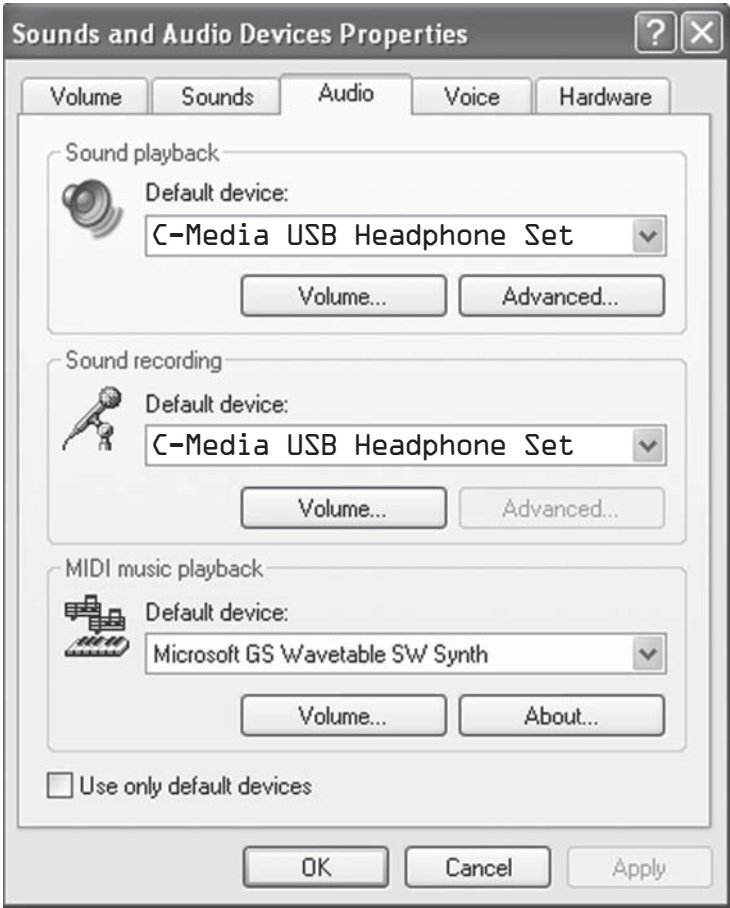 Sounds and Audio Devices Properties
Volume Sounds Audio Voice Hardware
Sound playback
Default device:
C-Media USB Headphone Set
Volume... Advanced...
Sound recording
Default device:
C-Media USB Headphone Set
Volume... Advanced...
MIDI music playback
Default device:
Microsoft GS Wavetable SW Synth
Volume... About...
Use only default devices
OK Cancel Apply